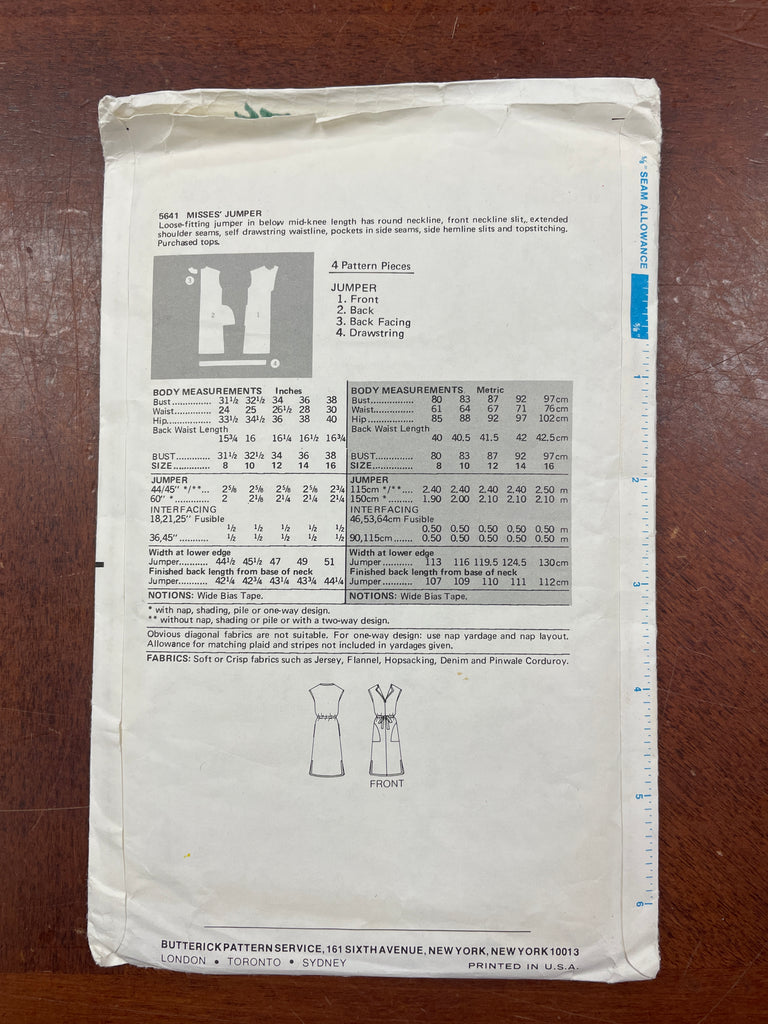 5641 MISSES' JUMPER
Loose-fitting jumper in below mid-knee length has round neckline, front neckline slit, extended
shoulder seams, self drawstring waistline, pockets in side seams, side hemline slits and topstitching.
Purchased tops.
3
2
1
4
4 Pattern Pieces
JUMPER
1. Front
2. Back
3. Back Facing
4. Drawstring
BODY MEASUREMENTS Inches
Bust............... 31½ 32½ 34 36 38
Waist.............. 24 25 26½ 28 30
Hip................ 33½ 34½ 36 38 40
Back Waist Length
15¾ 16 16¼ 16½ 16¾
BUST............... 31½ 32½ 34 36 38
SIZE............... 8 10 12 14 16
JUMPER
44/45" */**... 2⅝ 2⅝ 2⅝ 2⅝ 2¾
60" *.............. 2 2⅛ 2¼ 2¼ 2¼
INTERFACING
18,21,25" Fusible
½ ½ ½ ½ ½
36,45".............. ½ ½ ½ ½ ½
Width at lower edge
Jumper........... 44½ 45½ 47 49 51
Finished back length from base of neck
Jumper........... 42¼ 42¾ 43¼ 43¾ 44¼
NOTIONS: Wide Bias Tape.
BODY MEASUREMENTS Metric
Bust............... 80 83 87 92 97cm
Waist.............. 61 64 67 71 76cm
Hip................ 85 88 92 97 102cm
Back Waist Length
40 40.5 41.5 42 42.5cm
BUST............... 80 83 87 92 97cm
SIZE............... 8 10 12 14 16
JUMPER
115cm */**.... 2.40 2.40 2.40 2.40 2.50 m
150cm *......... 1.90 2.00 2.10 2.10 2.10 m
INTERFACING
46,53,64cm Fusible
0.50 0.50 0.50 0.50 0.50 m
90,115cm....... 0.50 0.50 0.50 0.50 0.50 m
Width at lower edge
Jumper........... 113 116 119.5 124.5 130cm
Finished back length from base of neck
Jumper........... 107 109 110 111 112cm
NOTIONS: Wide Bias Tape.
* with nap, shading, pile or one-way design.
** without nap, shading or pile or with a two-way design.
Obvious diagonal fabrics are not suitable. For one-way design: use nap yardage and nap layout.
Allowance for matching plaid and stripes not included in yardages given.
FABRICS: Soft or Crisp fabrics such as Jersey, Flannel, Hopsacking, Denim and Pinwale Corduroy.
FRONT
BUTTERICK PATTERN SERVICE, 161 SIXTH AVENUE, NEW YORK, NEW YORK 10013
LONDON • TORONTO • SYDNEY
PRINTED IN U.S.A.
⅝" SEAM ALLOWANCE
⅝"
1
2
3
4
5
6